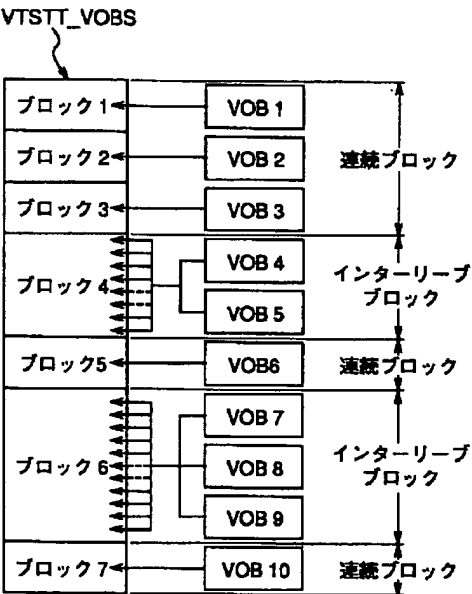 VTSTT_VOBS
ブロック1
VOB 1
ブロック2
VOB 2
連続ブロック
ブロック3
VOB 3
ブロック4
VOB 4
VOB 5
インターリーブ
ブロック
ブロック5
VOB6
連続ブロック
ブロック6
VOB 7
VOB 8
VOB 9
インターリーブ
ブロック
ブロック7
VOB 10
連続ブロック